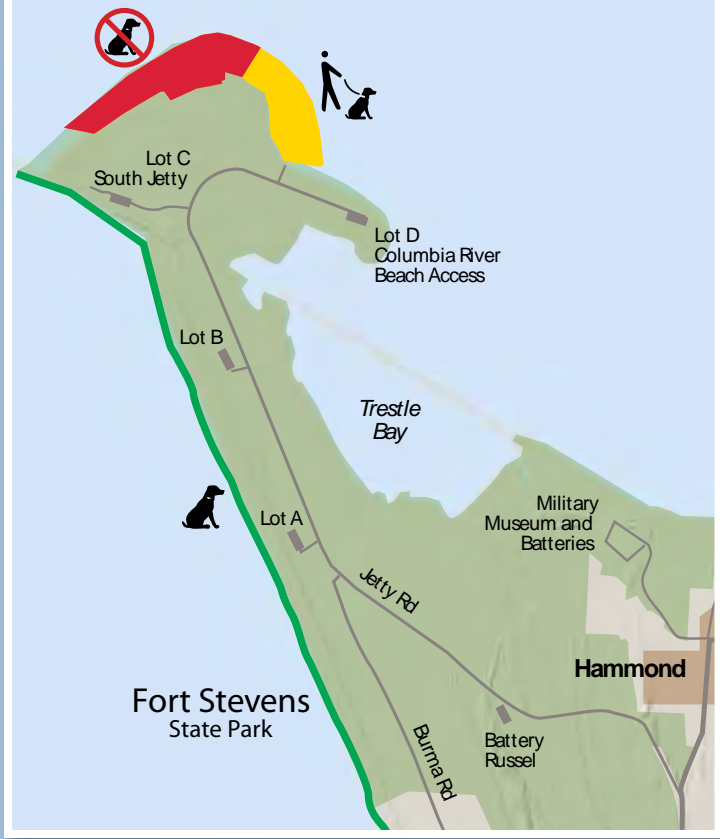 Lot C
South Jetty
Lot D
Columbia River
Beach Access
Lot B
Trestle
Bay
Lot A
Military
Museum and
Batteries
Jetty Rd
Hammond
Fort Stevens
State Park
Burma Rd
Battery
Russel